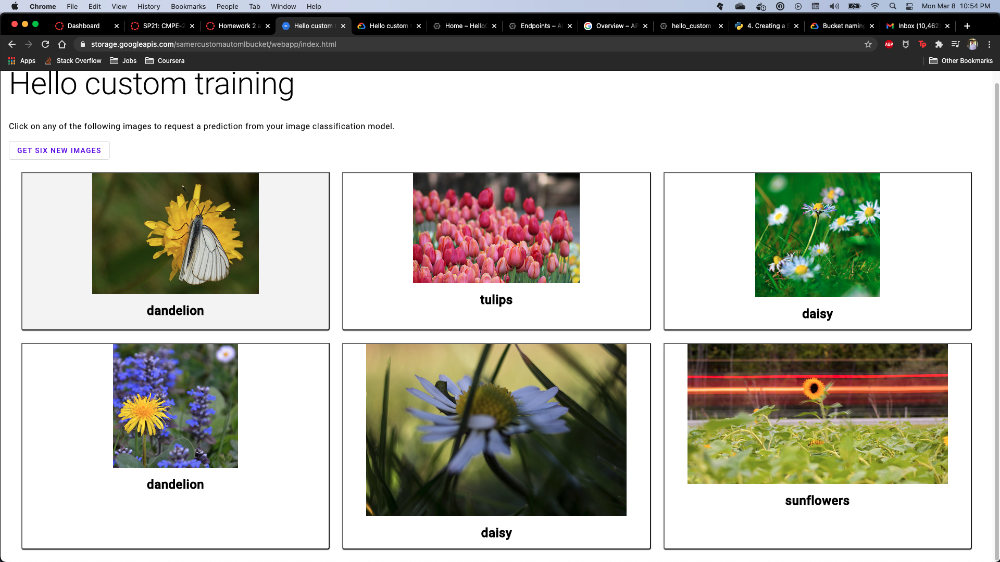 Chrome File Edit View History Bookmarks People Tab Window Help Mon Mar 8 10:54 PM
Dashboard SP21: CMPE-2 Homework 2 a Hello custom t Hello custom t Home – Hello Endpoints – A Overview – AP hello_custom 4. Creating a S Bucket naming Inbox (10,462
storage.googleapis.com/samercustomautomlbucket/webapp/index.html ABP Tp
Apps Stack Overflow Jobs Coursera Other Bookmarks
Hello custom training
Click on any of the following images to request a prediction from your image classification model.
GET SIX NEW IMAGES
dandelion
tulips
daisy
dandelion
daisy
sunflowers